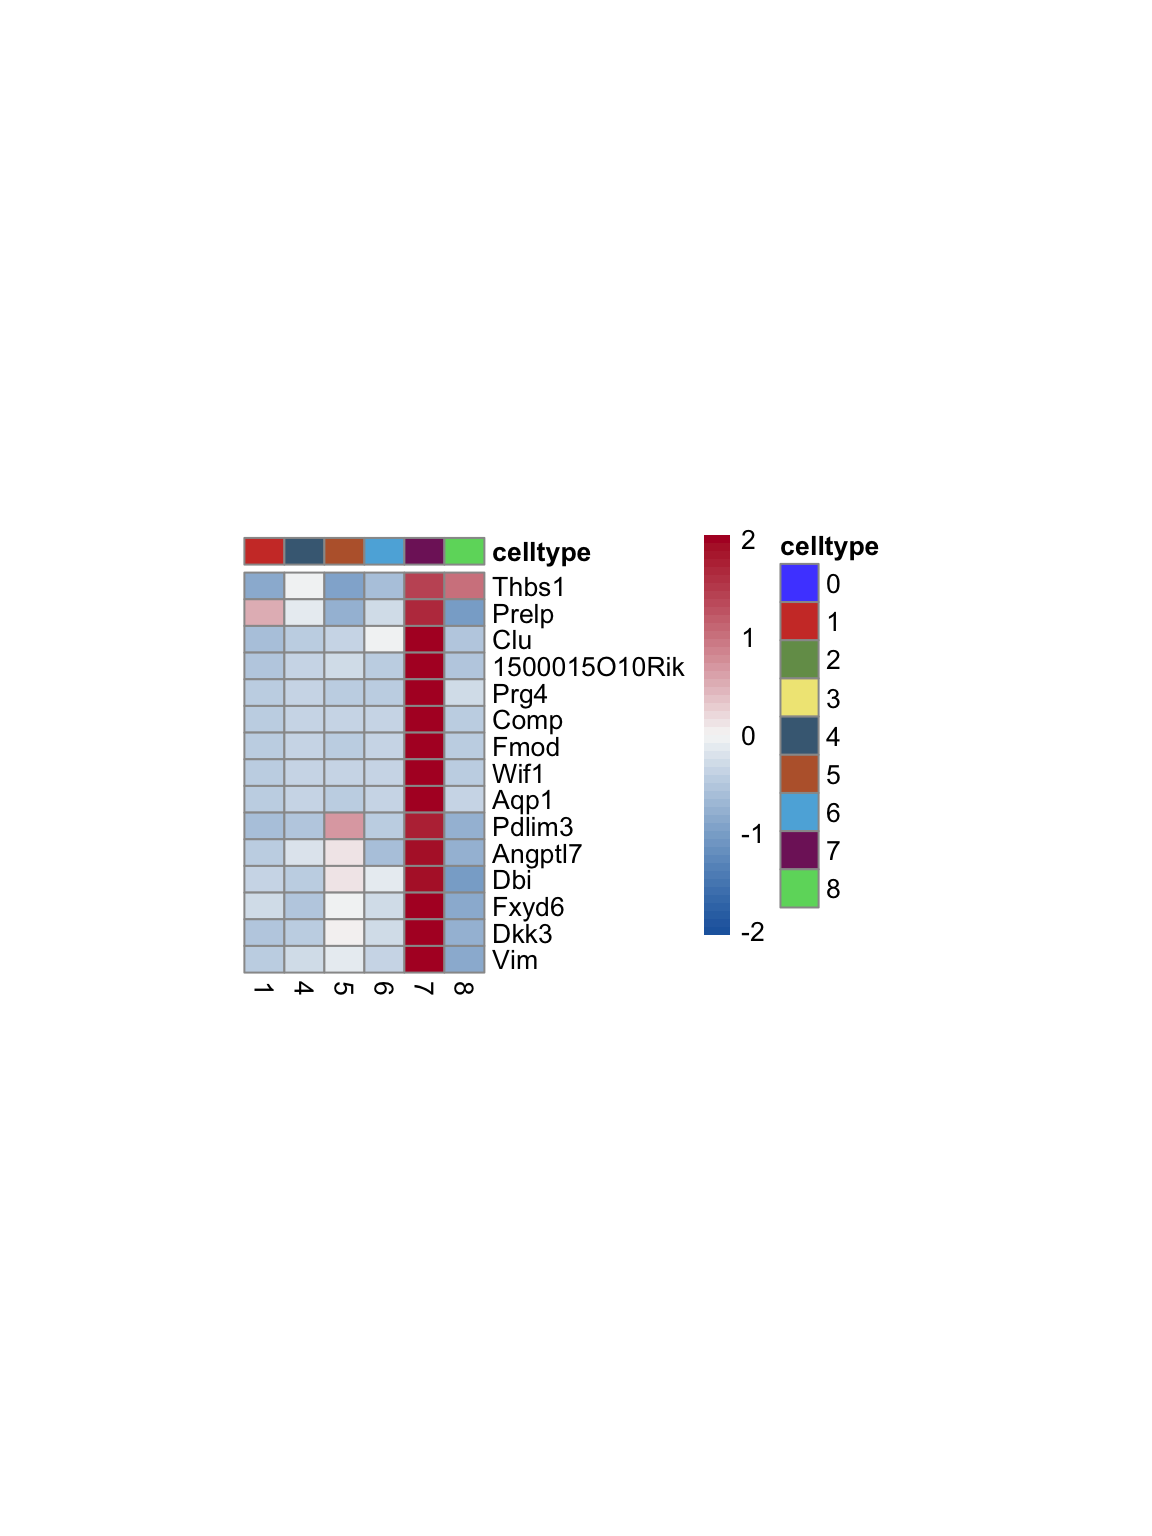 celltype
Thbs1
Prelp
Clu
1500015O10Rik
Prg4
Comp
Fmod
Wif1
Aqp1
Pdlim3
Angptl7
Dbi
Fxyd6
Dkk3
Vim
1 4 5 6 7 8
2
1
0
-1
-2
celltype
0
1
2
3
4
5
6
7
8